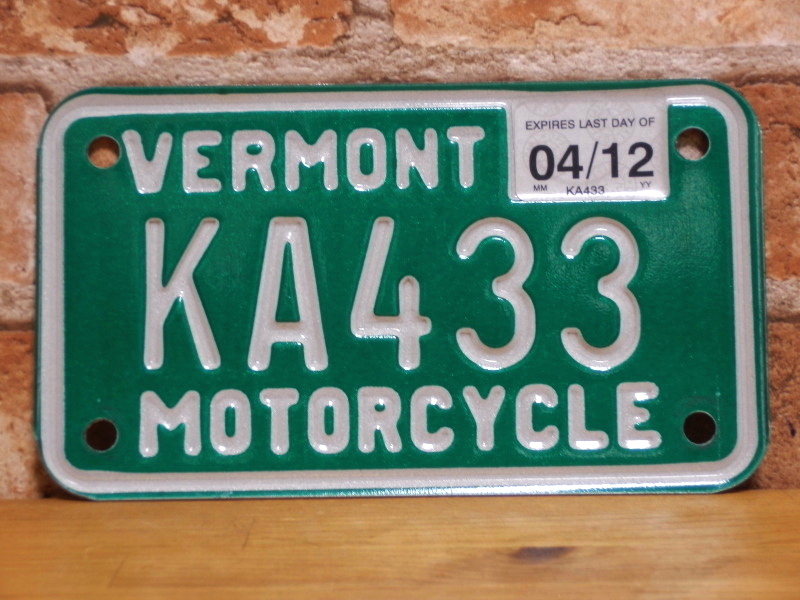 VERMONT
EXPIRES LAST DAY OF
04/12
MM KA433 YY
KA433
MOTORCYCLE